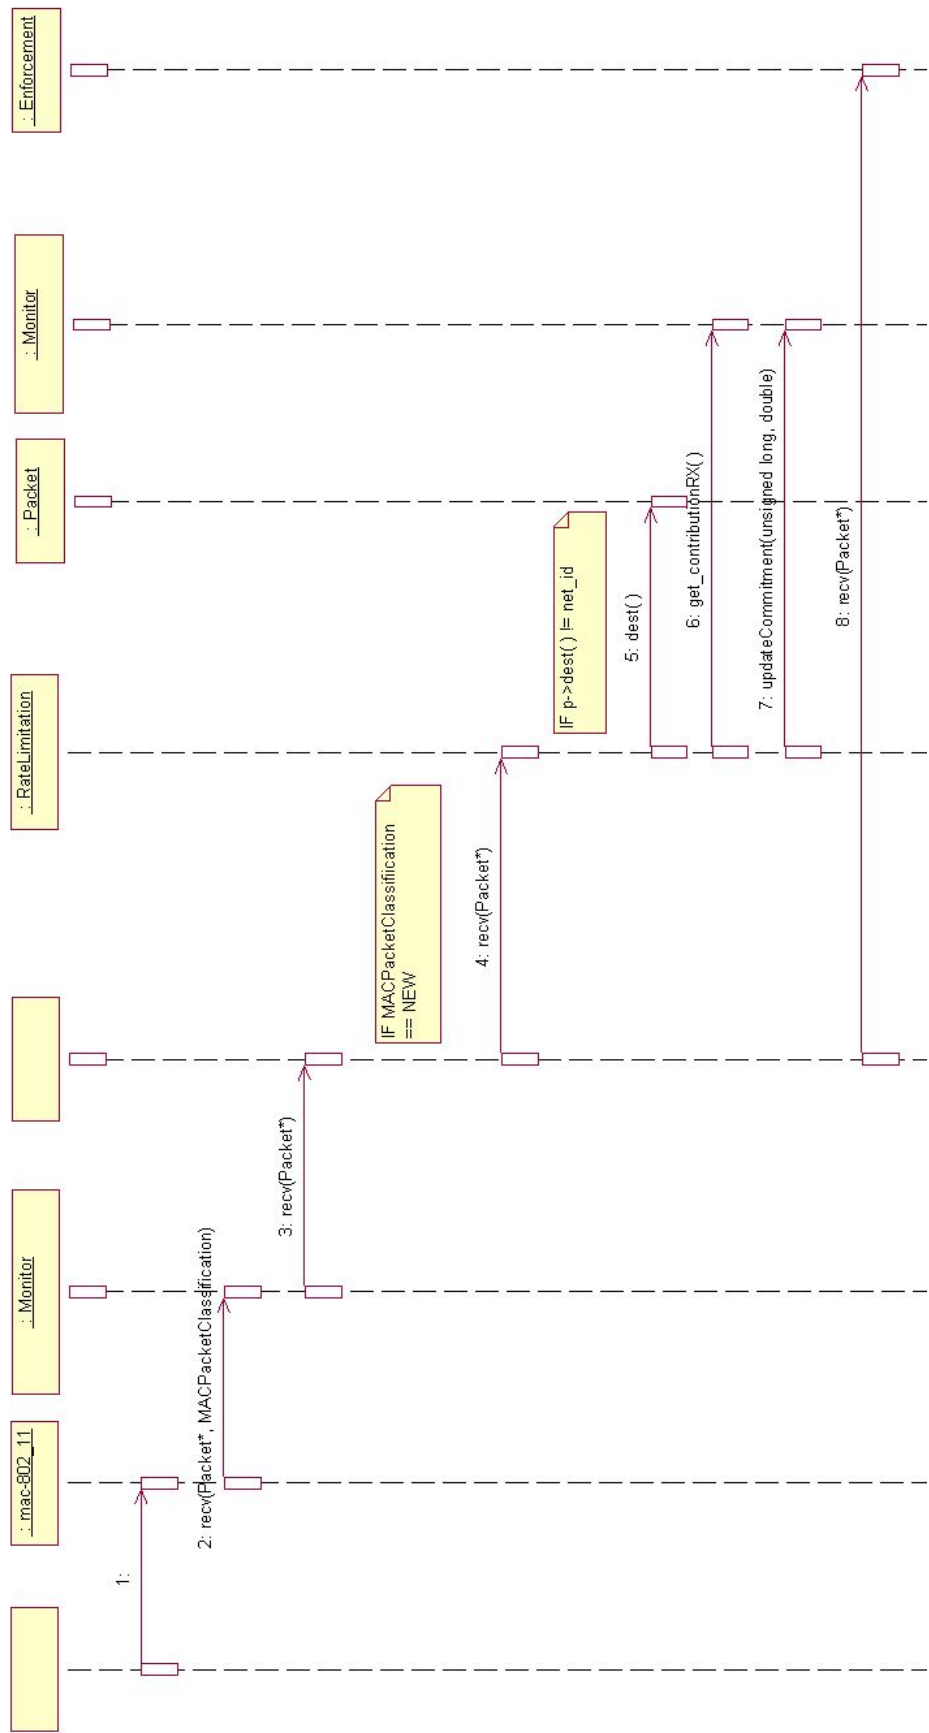 : mac-802_11
: Monitor
: RateLimitation
: Packet
: Monitor
: Enforcement
1:
2: recv(Packet*, MACPacketClassification)
3: recv(Packet*)
IF MACPacketClassifiication
== NEW
4: recv(Packet*)
IF p->dest( ) != net_id
5: dest( )
6: get_contributionRX( )
7: updateCommitment(unsigned long, double)
8: recv(Packet*)